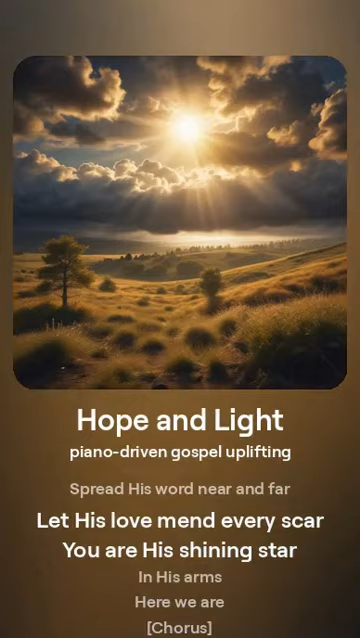 Hope and Light
piano-driven gospel uplifting
Spread His word near and far
Let His love mend every scar
You are His shining star
In His arms
Here we are
[Chorus]